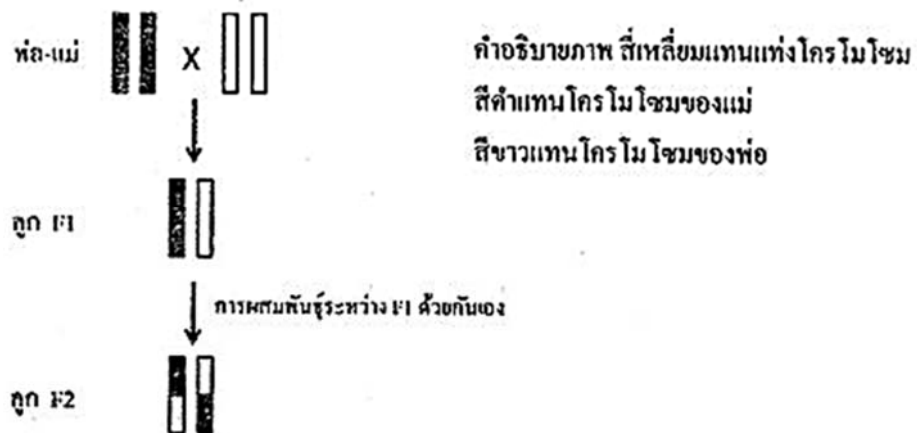 พ่อ-แม่
X
คำอธิบายภาพ สี่เหลี่ยมแทนแท่งโครโมโซม
สีดำแทนโครโมโซมของแม่
สีขาวแทนโครโมโซมของพ่อ
ลูก F1
การผสมพันธุ์ระหว่าง F1 ด้วยกันเอง
ลูก F2